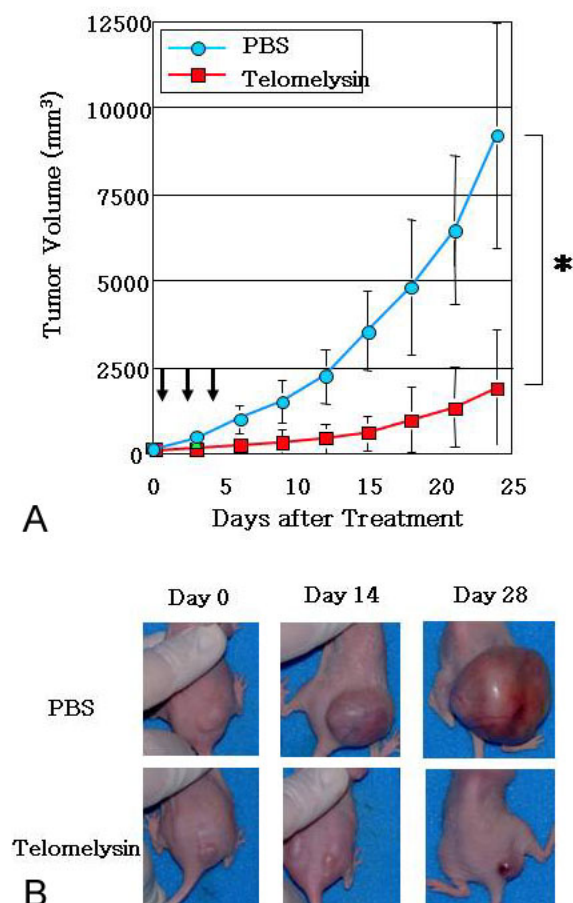 PBS
Telomelysin
12500
10000
7500
5000
2500
0
Tumor Volume (mm³)
*
0 5 10 15 20 25
Days after Treatment
A
Day 0 Day 14 Day 28
PBS
Telomelysin
B